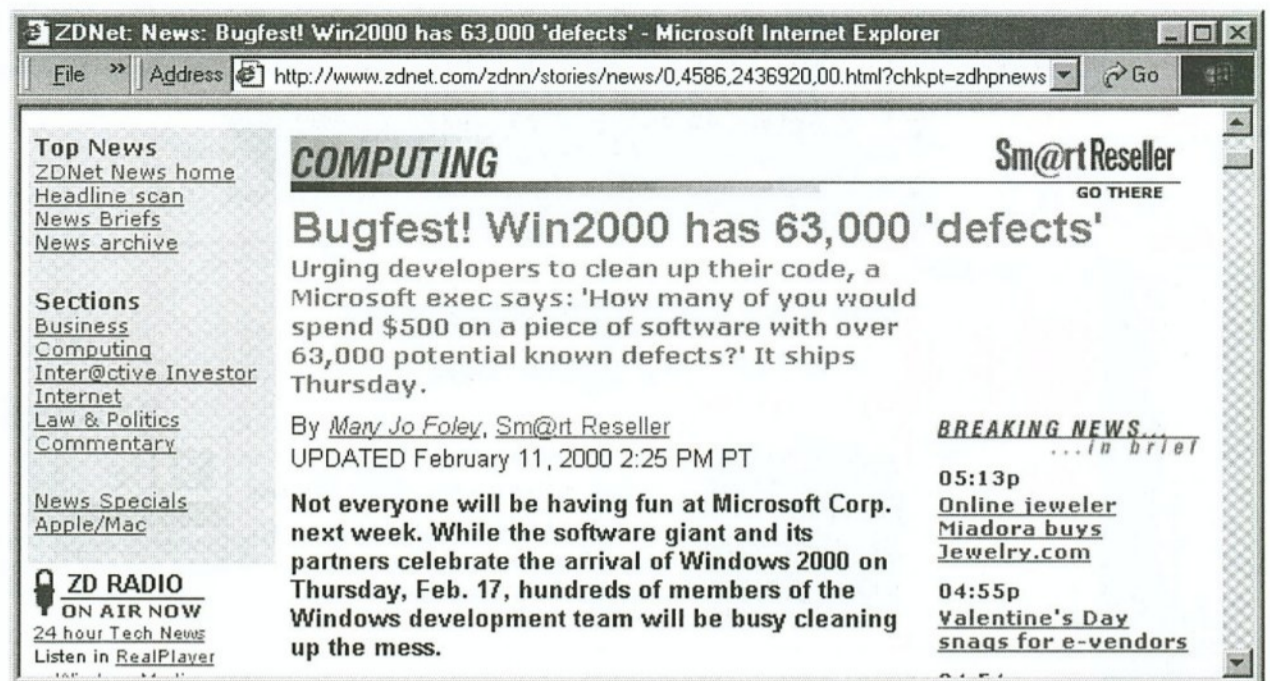 ZDNet: News: Bugfest! Win2000 has 63,000 'defects' - Microsoft Internet Explorer
File » Address http://www.zdnet.com/zdnn/stories/news/0,4586,2436920,00.html?chkpt=zdhpnews Go
Top News
ZDNet News home
Headline scan
News Briefs
News archive
Sections
Business
Computing
Inter@ctive Investor
Internet
Law & Politics
Commentary
News Specials
Apple/Mac
ZD RADIO
ON AIR NOW
24 hour Tech News
Listen in RealPlayer
COMPUTING
Sm@rt Reseller
GO THERE
Bugfest! Win2000 has 63,000 'defects'
Urging developers to clean up their code, a
Microsoft exec says: 'How many of you would
spend $500 on a piece of software with over
63,000 potential known defects?' It ships
Thursday.
By Mary Jo Foley, Sm@rt Reseller
UPDATED February 11, 2000 2:25 PM PT
Not everyone will be having fun at Microsoft Corp.
next week. While the software giant and its
partners celebrate the arrival of Windows 2000 on
Thursday, Feb. 17, hundreds of members of the
Windows development team will be busy cleaning
up the mess.
BREAKING NEWS...
...in brief
05:13p
Online jeweler
Miadora buys
Jewelry.com
04:55p
Valentine's Day
snags for e-vendors